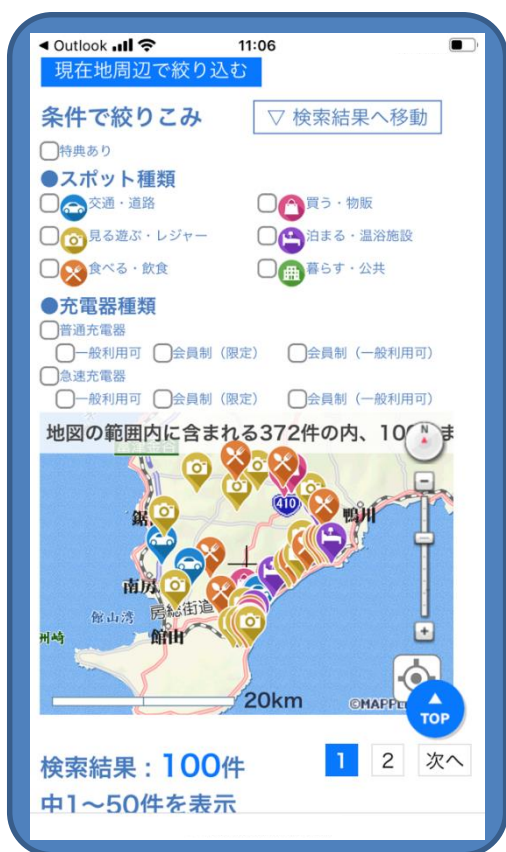 ◀ Outlook 11:06
現在地周辺で絞り込む
条件で絞りこみ ▽ 検索結果へ移動
特典あり
●スポット種類
交通・道路 買う・物販
見る遊ぶ・レジャー 泊まる・温浴施設
食べる・飲食 暮らす・公共
●充電器種類
普通充電器
一般利用可 会員制（限定） 会員制（一般利用可）
急速充電器
一般利用可 会員制（限定） 会員制（一般利用可）
地図の範囲内に含まれる372件の内、10
ま
N
410
鴨川
鋸
南房
房総街道
館山湾
州崎
館山
20km
©MAPPL
TOP
検索結果：100件 1 2 次へ
中1～50件を表示